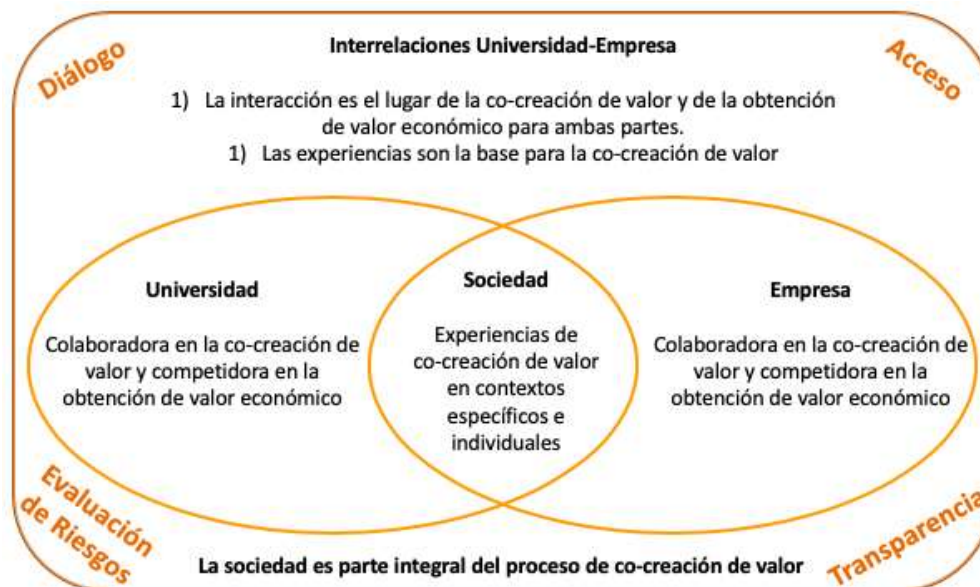 Diálogo
Interrelaciones Universidad-Empresa
Acceso
1) La interacción es el lugar de la co-creación de valor y de la obtención
de valor económico para ambas partes.
1) Las experiencias son la base para la co-creación de valor
Universidad
Colaboradora en la co-creación de
valor y competidora en la
obtención de valor económico
Sociedad
Experiencias de
co-creación de valor
en contextos
específicos e
individuales
Empresa
Colaboradora en la co-creación de
valor y competidora en la
obtención de valor económico
Evaluación
de Riesgos
La sociedad es parte integral del proceso de co-creación de valor
Transparencia